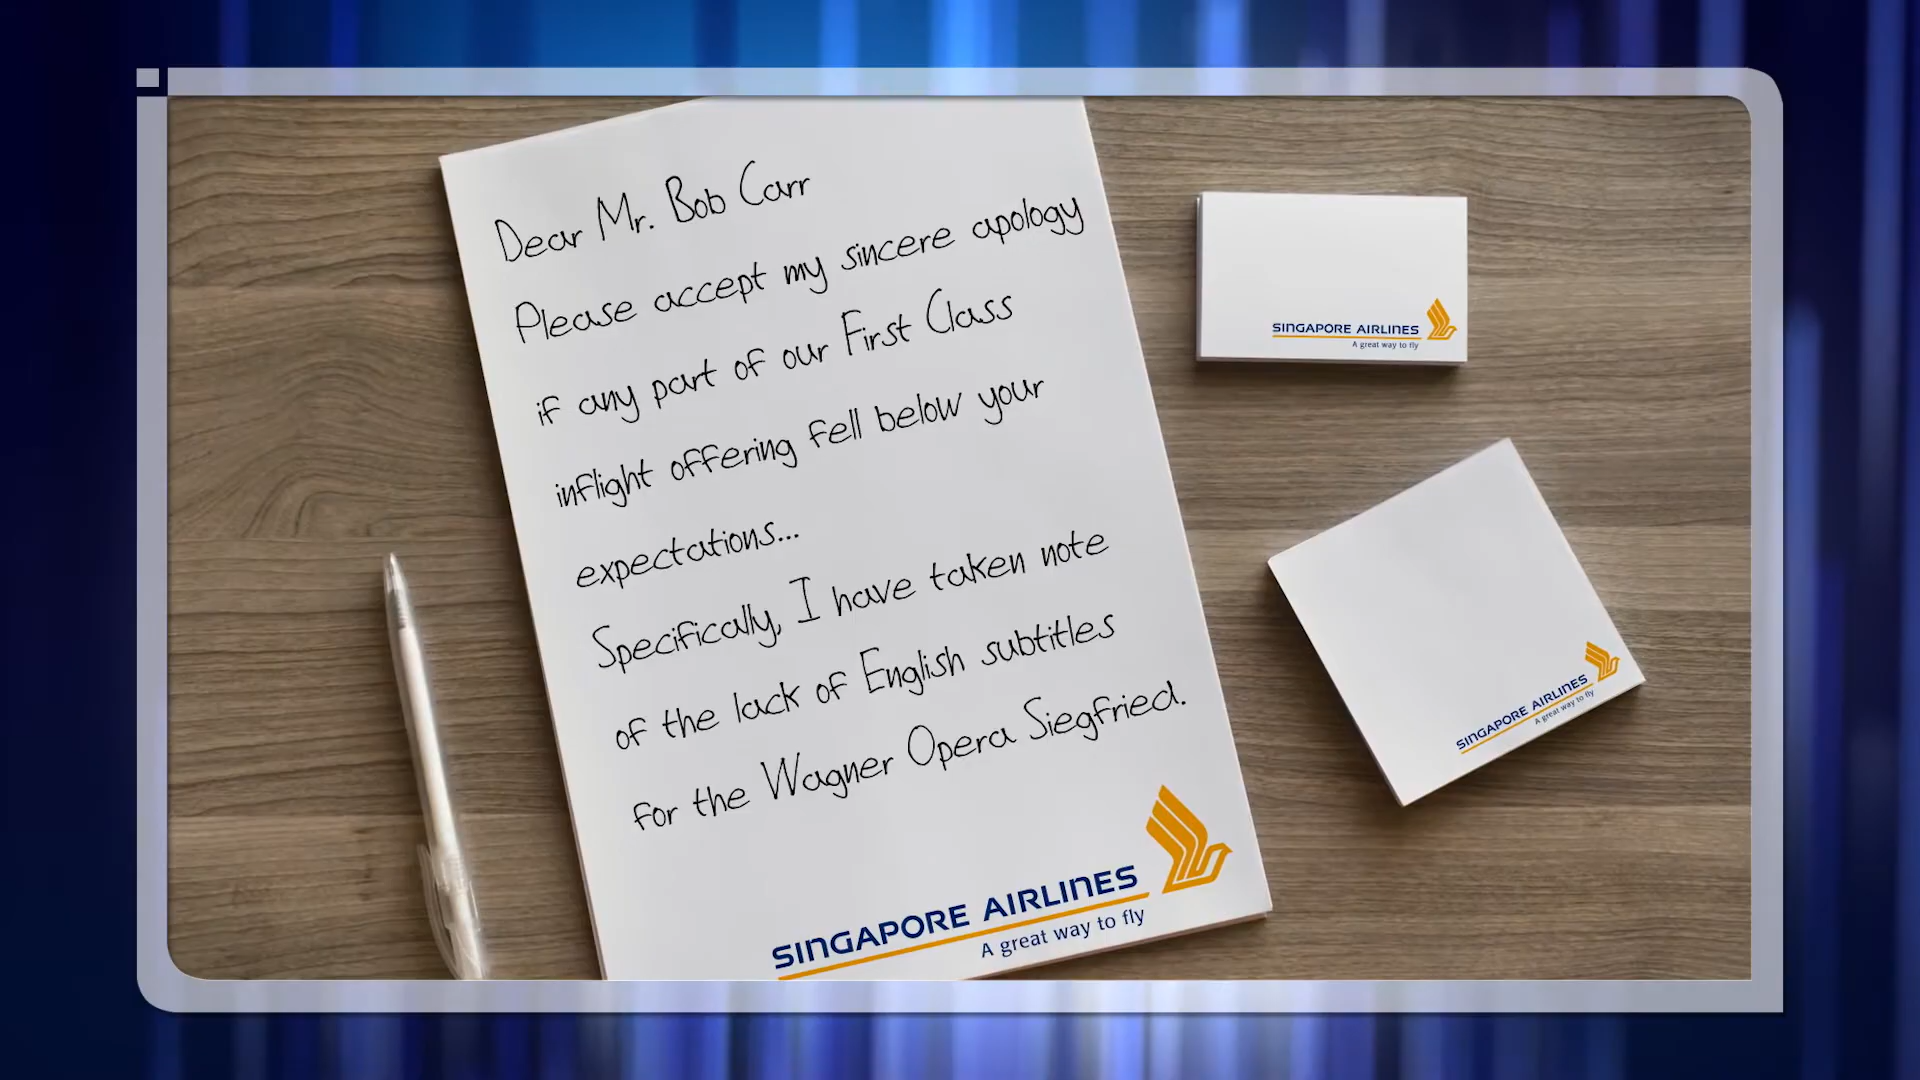 Dear Mr. Bob Carr
Please accept my sincere apology
if any part of our First Class
inflight offering fell below your
expectations...
Specifically, I have taken note
of the lack of English subtitles
for the Wagner Opera Siegfried.
SINGAPORE AIRLINES
A great way to fly
SINGAPORE AIRLINES
A great way to fly
SINGAPORE AIRLINES
A great way to fly